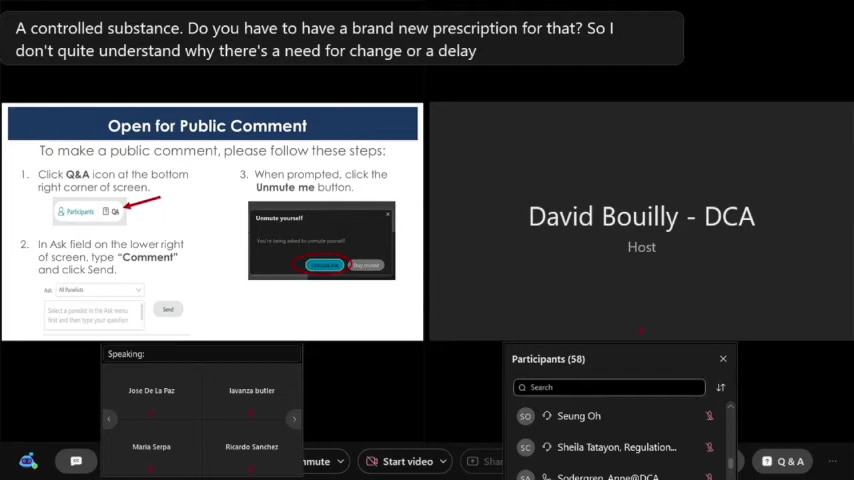 A controlled substance. Do you have to have a brand new prescription for that? So I
don't quite understand why there's a need for change or a delay
Open for Public Comment
To make a public comment, please follow these steps:
1. Click Q&A icon at the bottom
right corner of screen.
Participants QA
2. In Ask field on the lower right
of screen, type “Comment”
and click Send.
Ask: All Panelists
Select a panelist in the Ask menu
first and then type your question
Send
3. When prompted, click the
Unmute me button.
Unmute yourself
You're being asked to unmute yourself.
Unmute me
Stay muted
David Bouilly - DCA
Host
Speaking:
Jose De La Paz
lavanza butler
Maria Serpa
Ricardo Sanchez
Participants (58)
Search
SO Seung Oh
SC Sheila Tatayon, Regulation...
SA Sodergren, Anne@DCA
nmute
Start video
Shar
Q & A